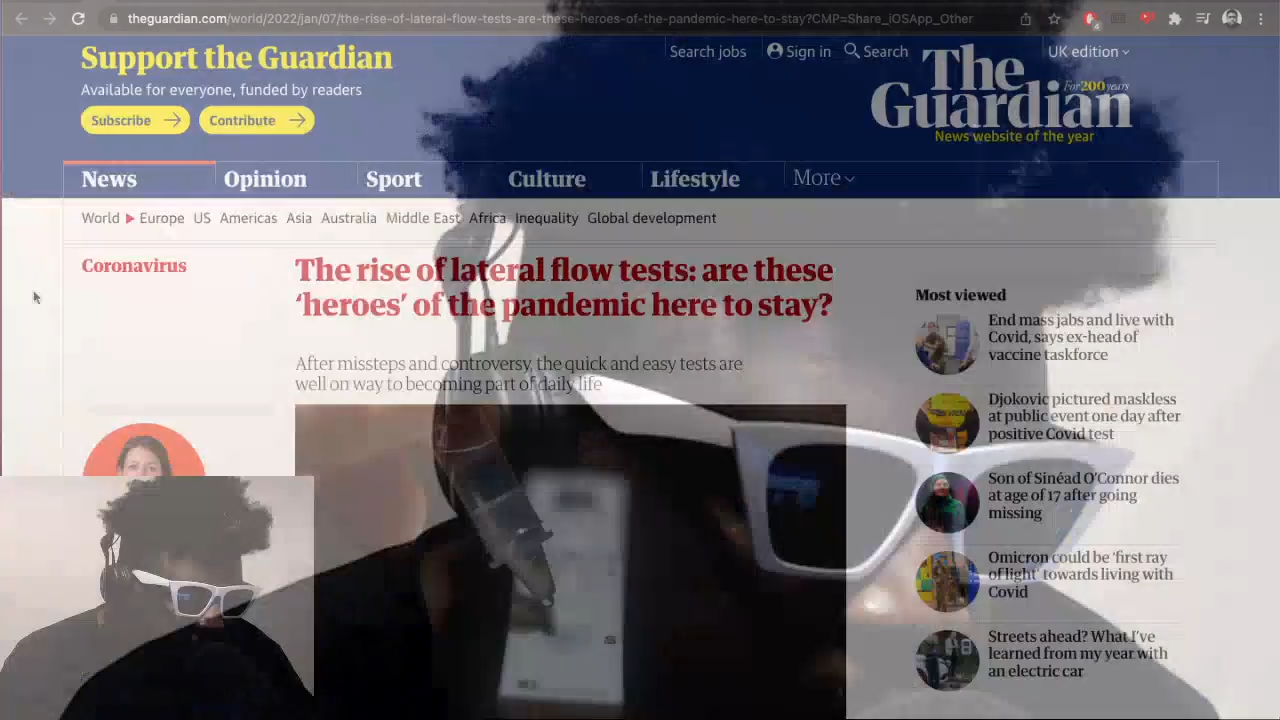 theguardian.com/world/2022/jan/07/the-rise-of-lateral-flow-tests-are-these-heroes-of-the-pandemic-here-to-stay?CMP=Share_iOSApp_Other
4
Support the Guardian
Available for everyone, funded by readers
Subscribe
Contribute
Search jobs
Sign in
Search
UK edition
The
Guardian
For 200 years
News website of the year
News
Opinion
Sport
Culture
Lifestyle
More
World
Europe
US
Americas
Asia
Australia
Middle East
Africa
Inequality
Global development
Coronavirus
The rise of lateral flow tests: are these
‘heroes’ of the pandemic here to stay?
After missteps and controversy, the quick and easy tests are
well on way to becoming part of daily life
Most viewed
End mass jabs and live with
Covid, says ex-head of
vaccine taskforce
Djokovic pictured maskless
at public event one day after
positive Covid test
Son of Sinéad O’Connor dies
at age of 17 after going
missing
Omicron could be ‘first ray
of light’ towards living with
Covid
Streets ahead? What I’ve
learned from my year with
an electric car